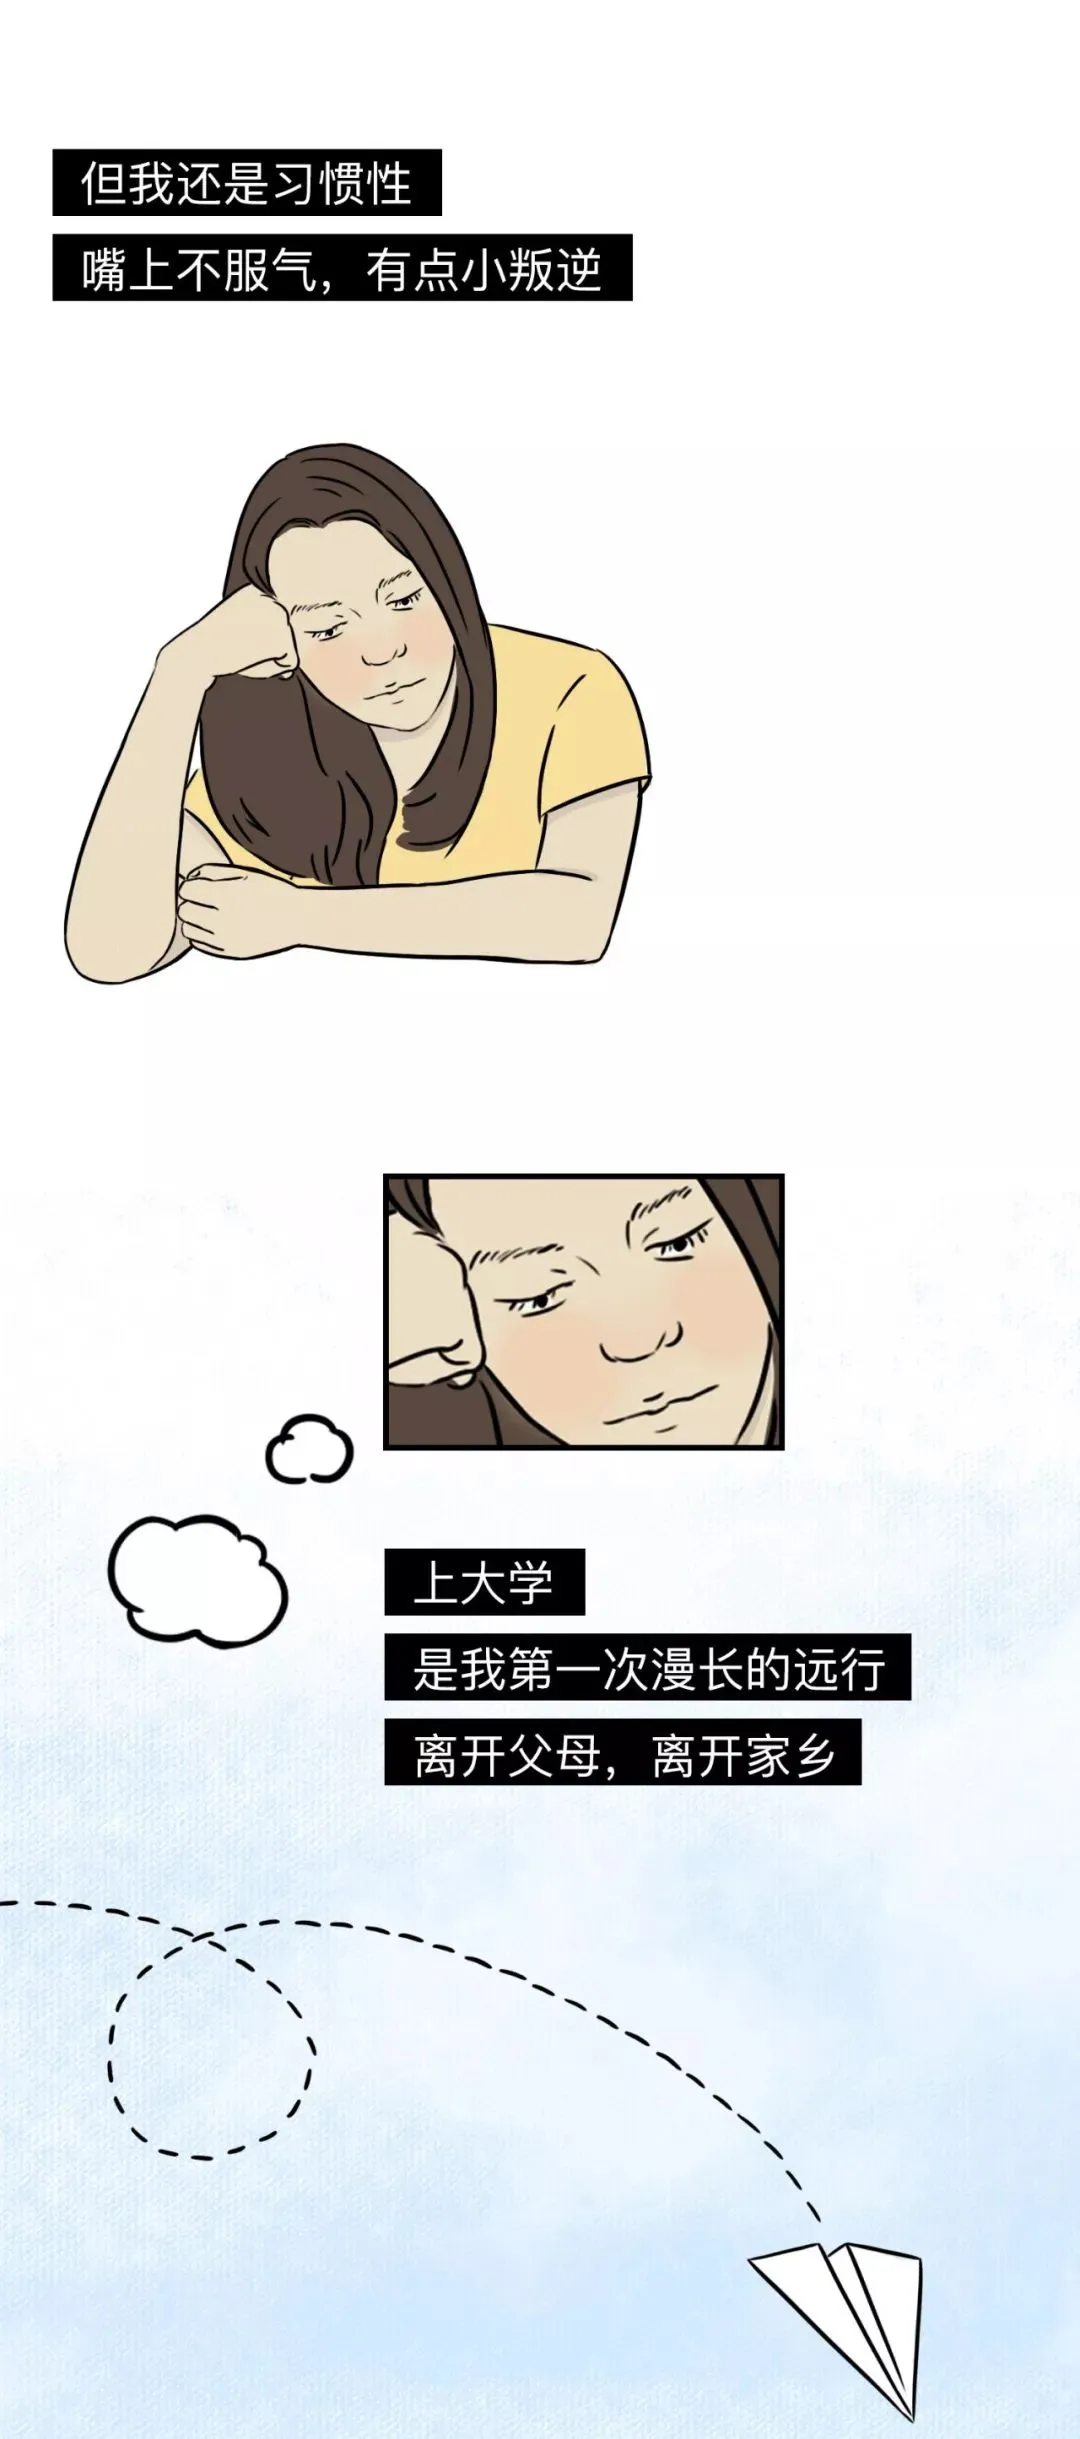 但我还是习惯性
嘴上不服气，有点小叛逆
上大学
是我第一次漫长的远行
离开父母，离开家乡